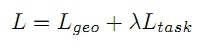 L = L_{geo} + λL_{task}